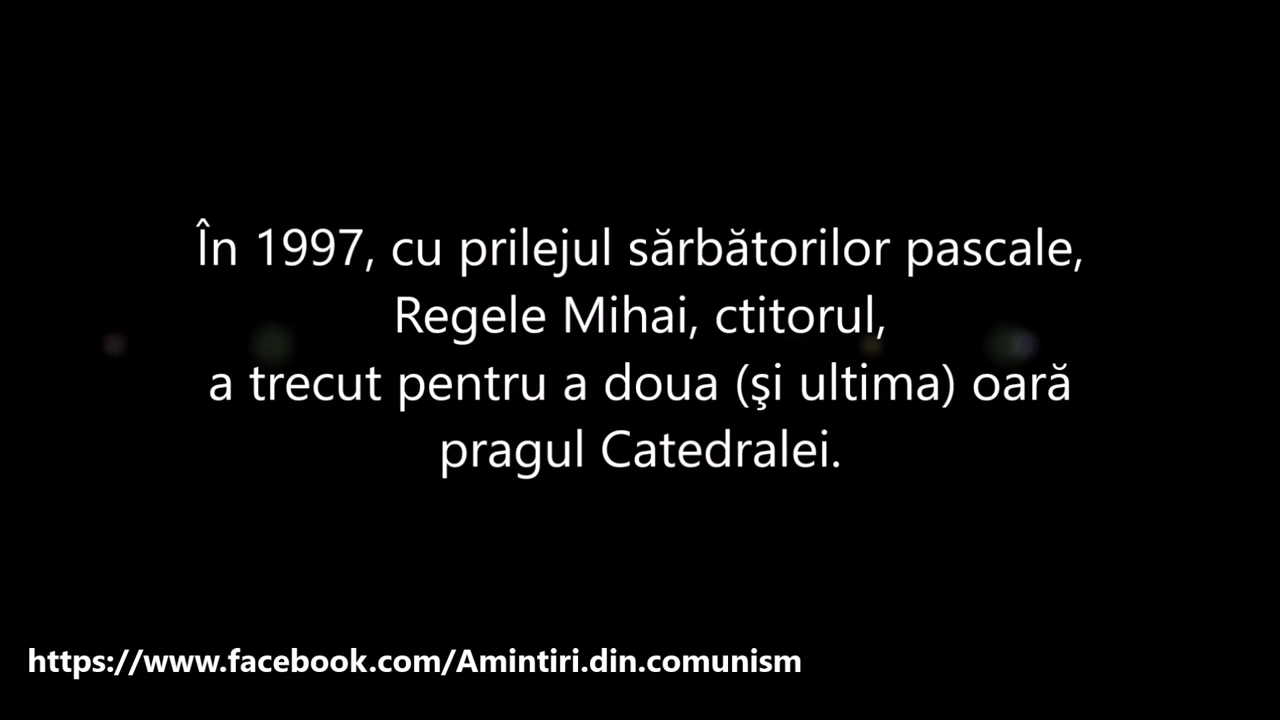 În 1997, cu prilejul sărbătorilor pascale,
Regele Mihai, ctitorul,
a trecut pentru a doua (şi ultima) oară
pragul Catedralei.
https://www.facebook.com/Amintiri.din.comunism